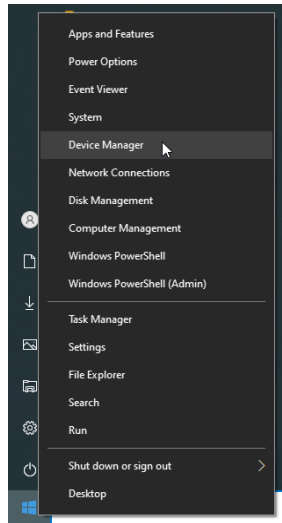 Apps and Features
Power Options
Event Viewer
System
Device Manager
Network Connections
Disk Management
Computer Management
Windows PowerShell
Windows PowerShell (Admin)
Task Manager
Settings
File Explorer
Search
Run
Shut down or sign out
Desktop